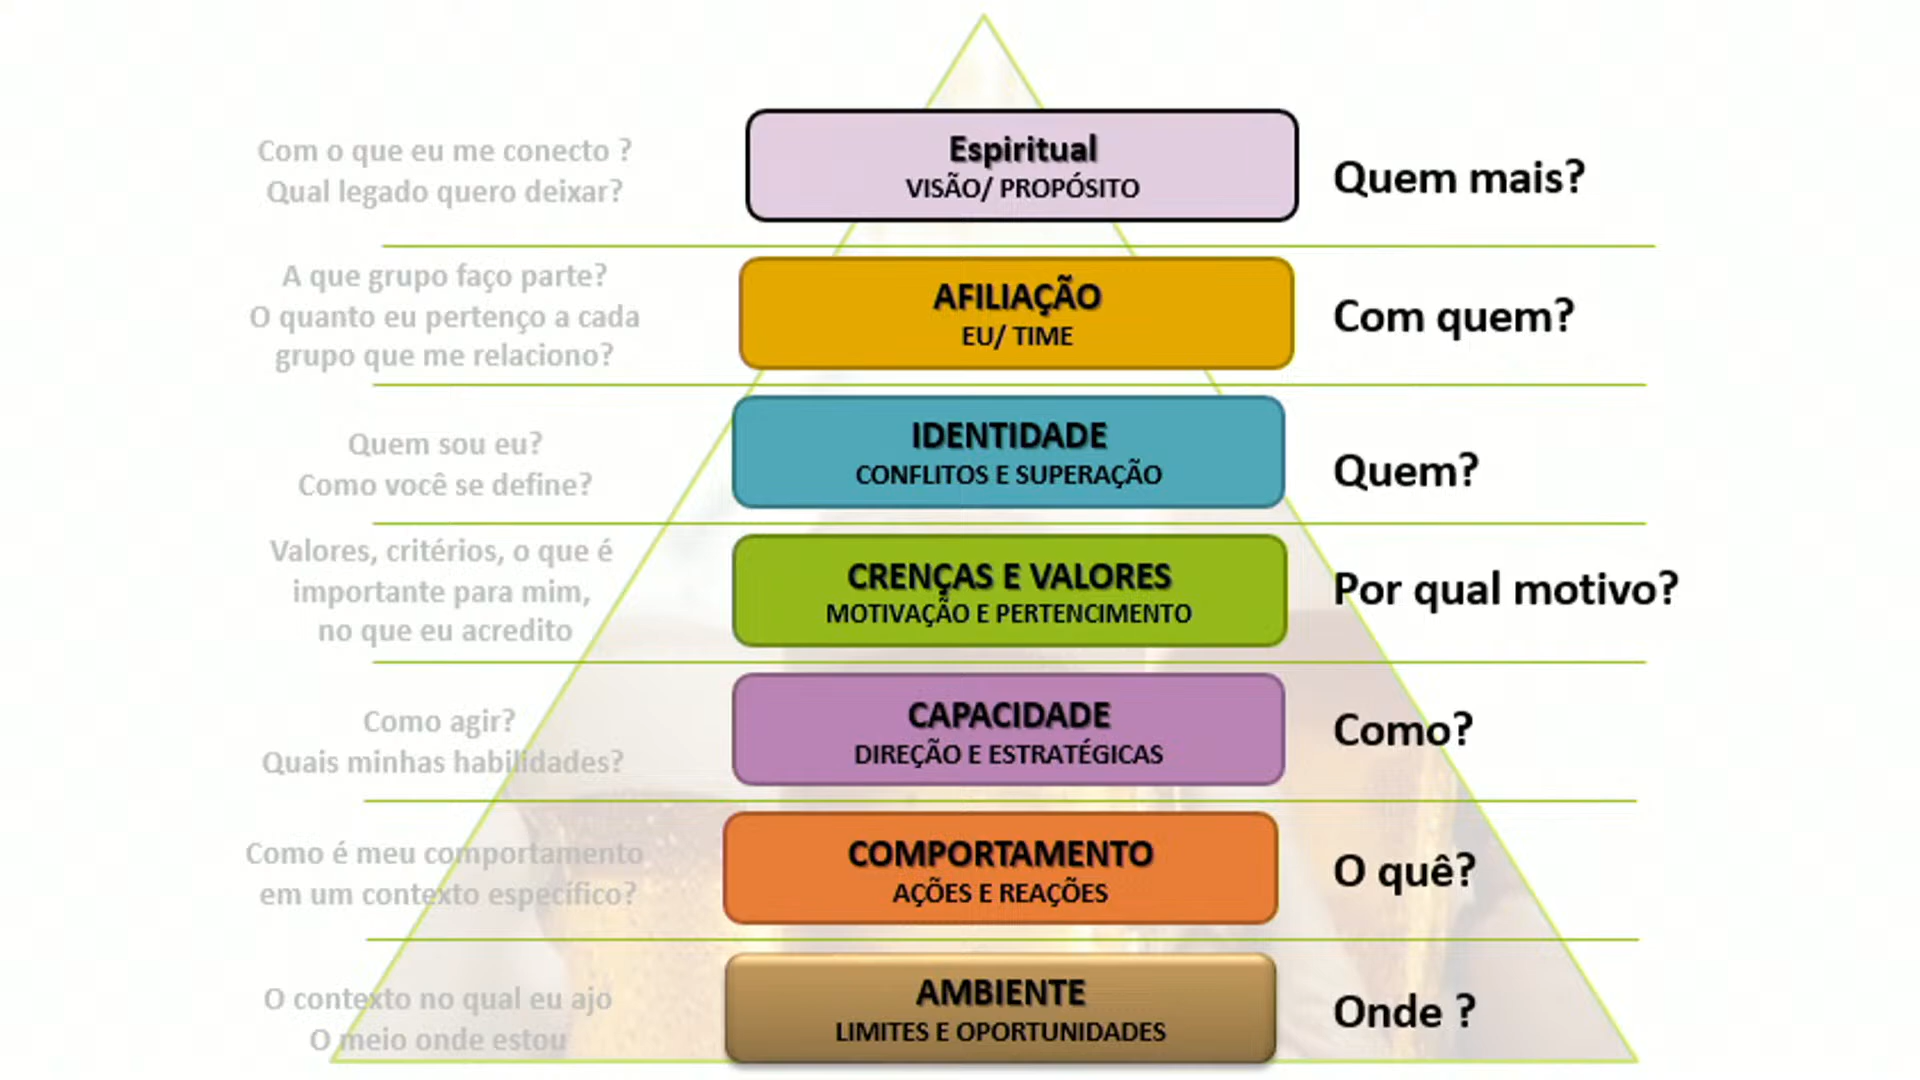 Com o que eu me conecto ?
Qual legado quero deixar?
Espiritual
VISÃO/ PROPÓSITO
Quem mais?
A que grupo faço parte?
O quanto eu pertenço a cada
grupo que me relaciono?
AFILIAÇÃO
EU/ TIME
Com quem?
Quem sou eu?
Como você se define?
IDENTIDADE
CONFLITOS E SUPERAÇÃO
Quem?
Valores, critérios, o que é
importante para mim,
no que eu acredito
CRENÇAS E VALORES
MOTIVAÇÃO E PERTENCIMENTO
Por qual motivo?
Como agir?
Quais minhas habilidades?
CAPACIDADE
DIREÇÃO E ESTRATÉGICAS
Como?
Como é meu comportamento
em um contexto específico?
COMPORTAMENTO
AÇÕES E REAÇÕES
O quê?
O contexto no qual eu ajo
O meio onde estou
AMBIENTE
LIMITES E OPORTUNIDADES
Onde ?